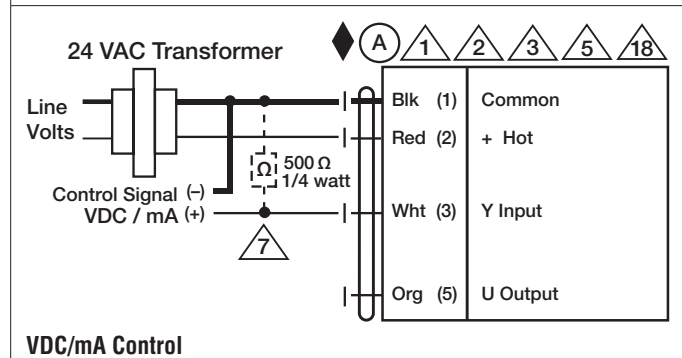 24 VAC Transformer
A 1 2 3 5 18
Line
Volts
Blk (1) Common
Red (2) + Hot
Ω 500 Ω
1/4 watt
Control Signal (–)
VDC / mA (+)
Wht (3) Y Input
7
Org (5) U Output
VDC/mA Control